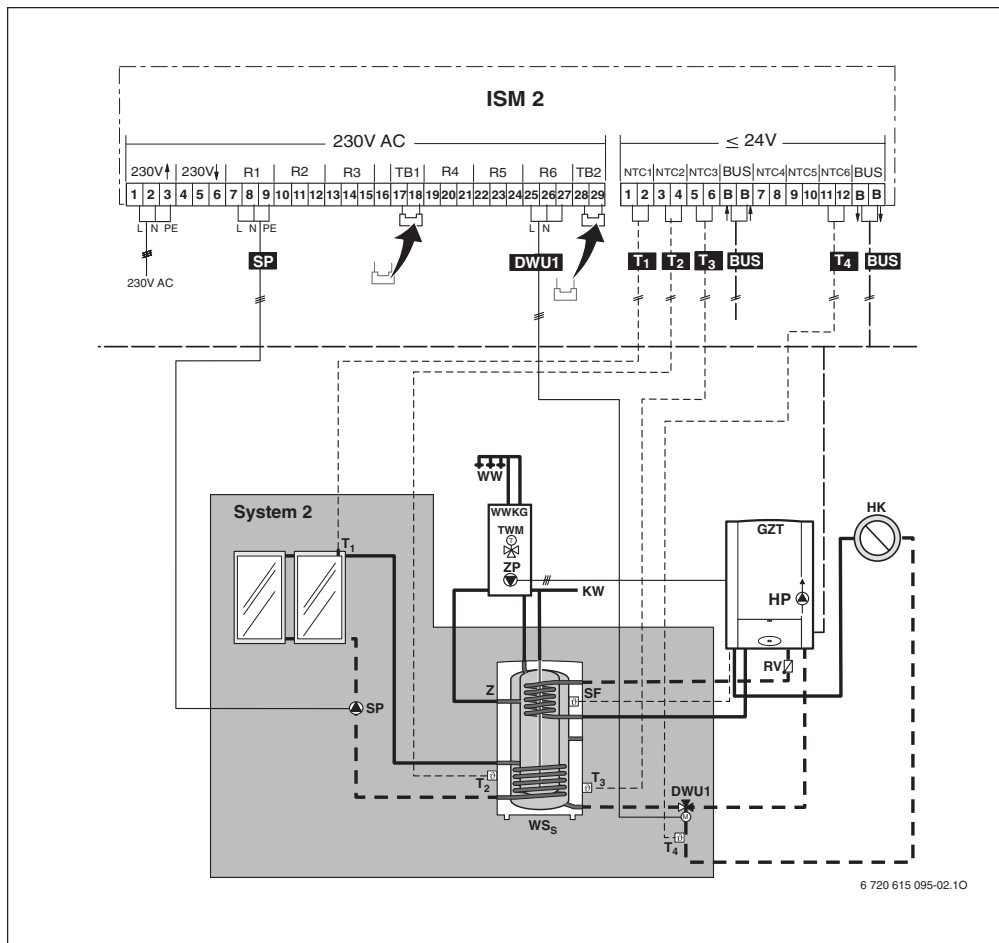 ISM 2
230V AC
≤ 24V
230V 230V R1 R2 R3 TB1 R4 R5 R6 TB2
NTC1 NTC2 NTC3 BUS NTC4 NTC5 NTC6 BUS
1 2 3 4 5 6 7 8 9 10 11 12 13 14 15 16 17 18 19 20 21 22 23 24 25 26 27 28 29
1 2 3 4 5 6 B B 7 8 9 10 11 12 B B
L N PE
L N PE
L N
230V AC
SP
DWU1
T1
T2
T3
BUS
T4
BUS
System 2
T1
WW
WWKG
TWM
T
ZP
KW
GZT
HP
HK
RV
Z
SF
SP
T2
T3
WSS
DWU1
M
T4
6 720 615 095-02.1O